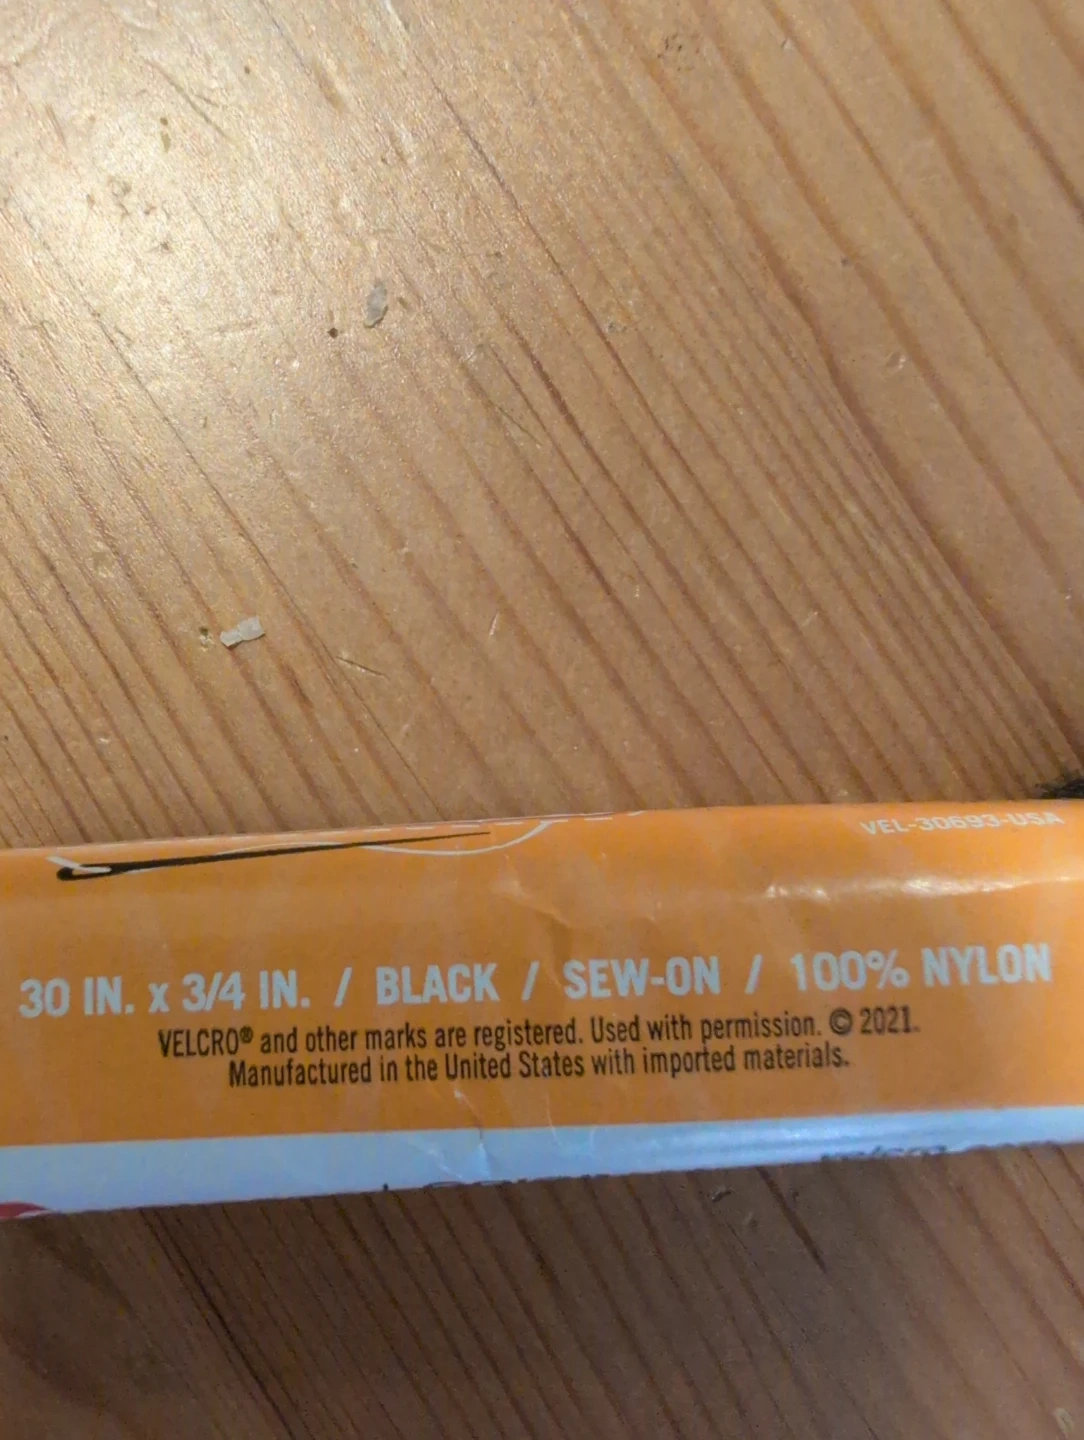 VEL-30693-USA
30 IN. x 3/4 IN. / BLACK / SEW-ON / 100% NYLON
VELCRO® and other marks are registered. Used with permission. © 2021.
Manufactured in the United States with imported materials.